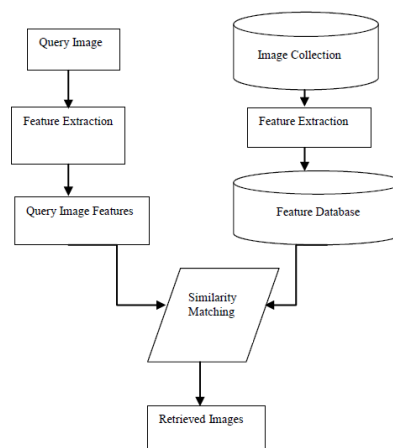 Query Image
Image Collection
Feature Extraction
Feature Extraction
Query Image Features
Feature Database
Similarity
Matching
Retrieved Images